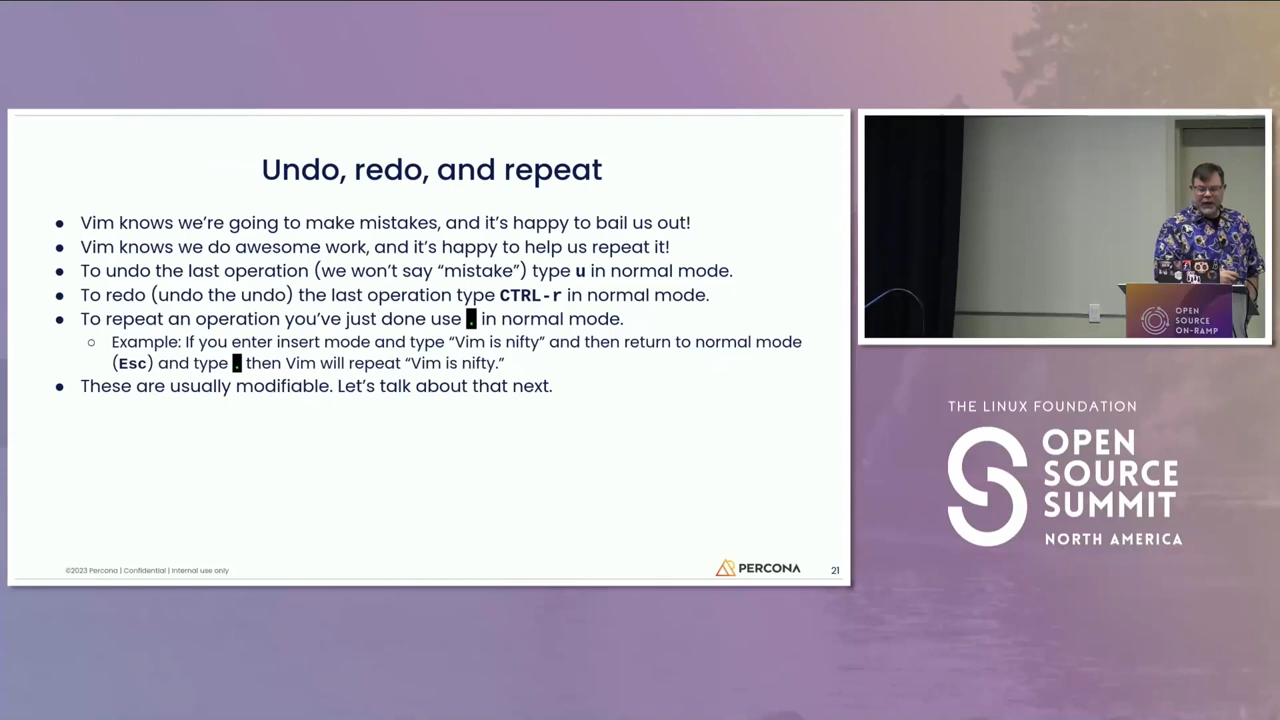 Undo, redo, and repeat
● Vim knows we're going to make mistakes, and it's happy to bail us out!
● Vim knows we do awesome work, and it's happy to help us repeat it!
● To undo the last operation (we won't say “mistake”) type u in normal mode.
● To redo (undo the undo) the last operation type CTRL-r in normal mode.
● To repeat an operation you've just done use . in normal mode.
○ Example: If you enter insert mode and type “Vim is nifty” and then return to normal mode
(Esc) and type . then Vim will repeat “Vim is nifty.”
● These are usually modifiable. Let's talk about that next.
©2023 Percona | Confidential | Internal use only
PERCONA
21
OPEN
SOURCE
ON-RAMP
THE LINUX FOUNDATION
OPEN
SOURCE
SUMMIT
NORTH AMERICA